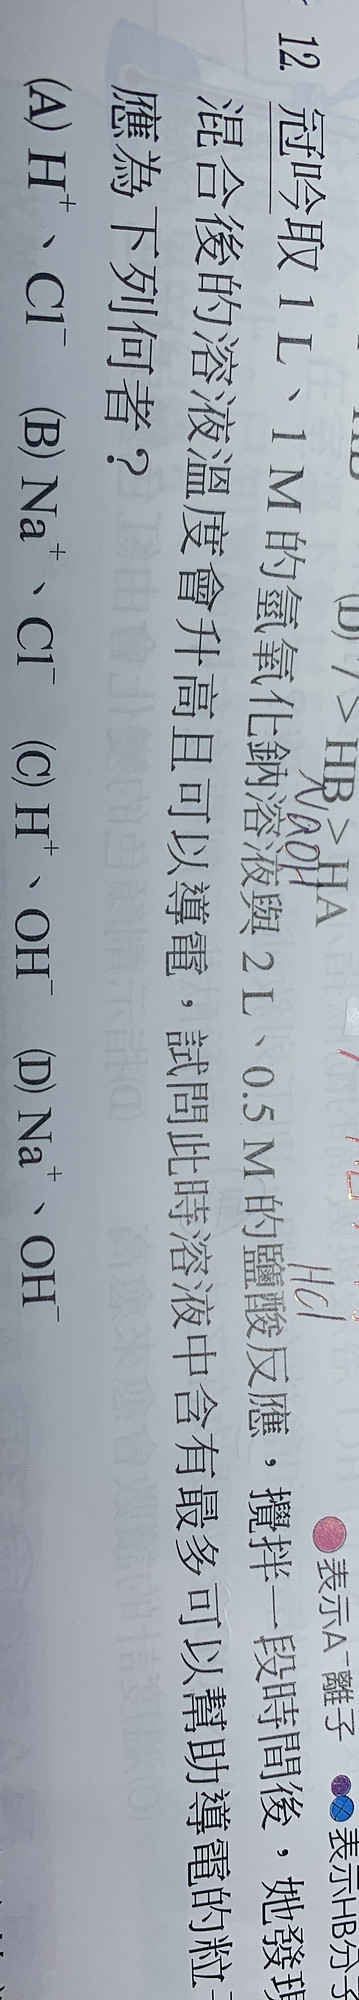 (D) 7 > HB > HA
●表示A⁻離子 ●●表示HB分子
NaOH HCl
12. 冠吟取 1 L、1 M 的氫氧化鈉溶液與 2 L、0.5 M 的鹽酸反應，攪拌一段時間後，她發現
混合後的溶液溫度會升高且可以導電，試問此時溶液中含有最多可以幫助導電的粒
應為下列何者？
(A) H⁺、Cl⁻ (B) Na⁺、Cl⁻ (C) H⁺、OH⁻ (D) Na⁺、OH⁻